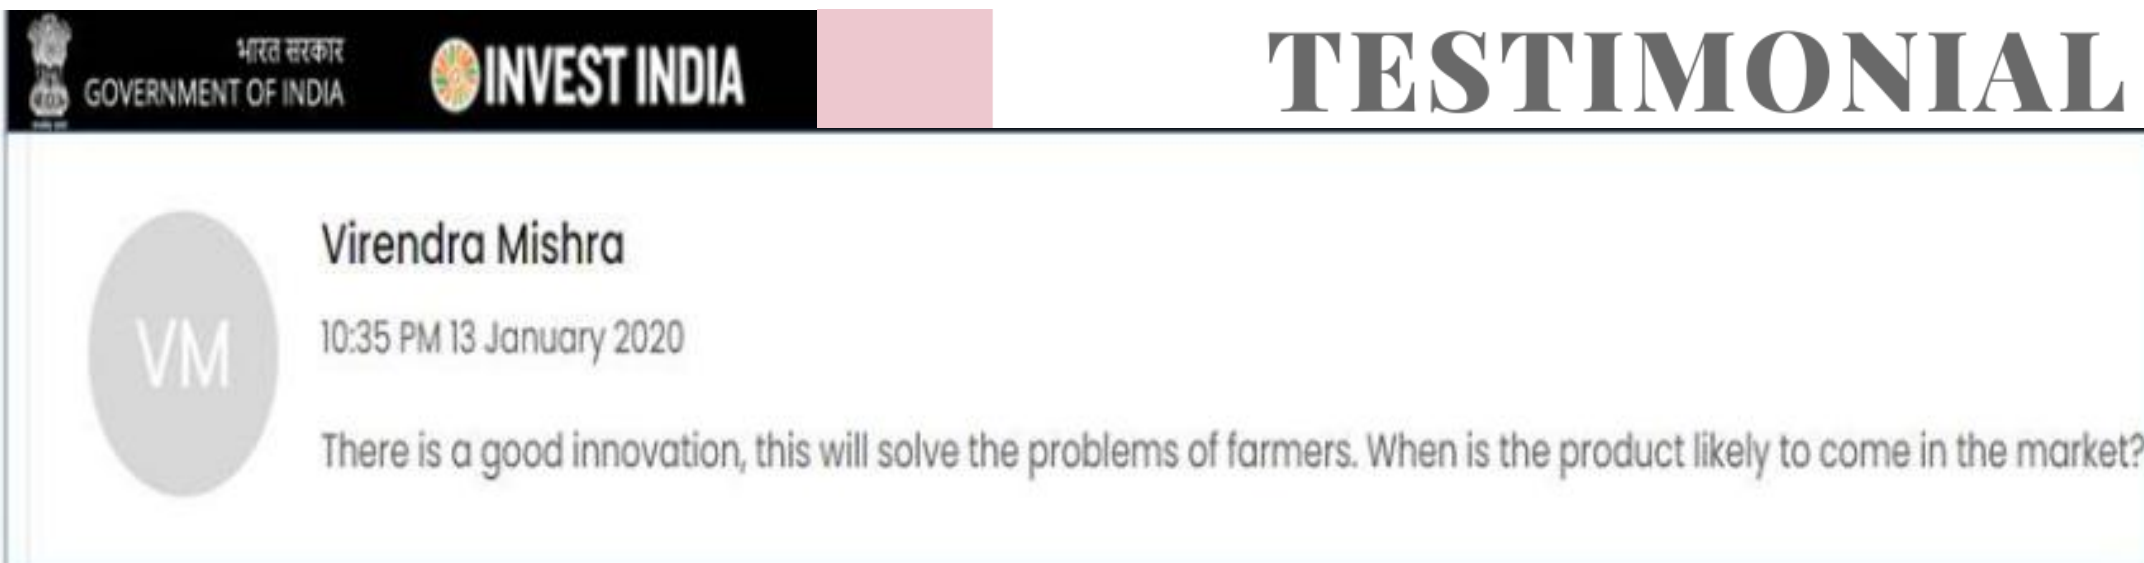 भारत सरकार
GOVERNMENT OF INDIA
INVEST INDIA
TESTIMONIAL
VM
Virendra Mishra
10:35 PM 13 January 2020
There is a good innovation, this will solve the problems of farmers. When is the product likely to come in the market?